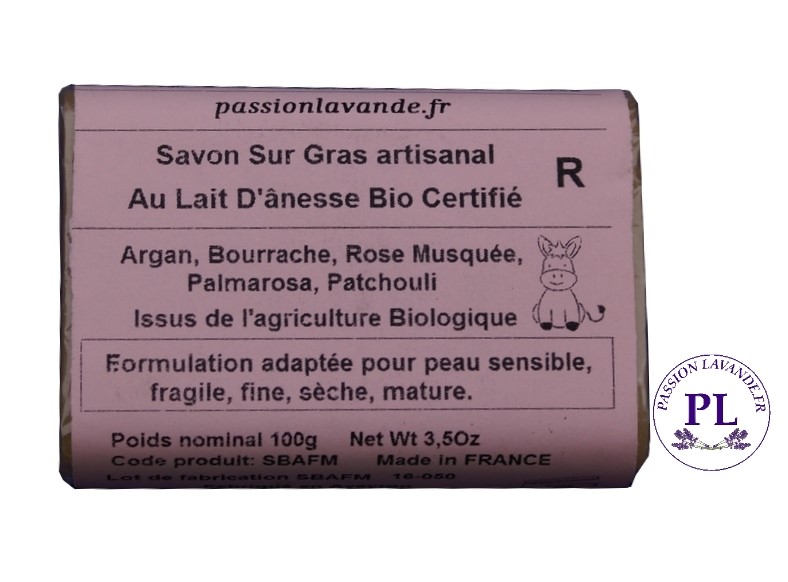 passionlavande.fr
Savon Sur Gras artisanal
R
Au Lait D'ânesse Bio Certifié
Argan, Bourrache, Rose Musquée,
Palmarosa, Patchouli
Issus de l'agriculture Biologique
Formulation adaptée pour peau sensible,
fragile, fine, sèche, mature.
Poids nominal 100g Net Wt 3,5Oz
Code produit: SBAFM Made in FRANCE
Lot de fabrication SBAFM 16-050
PASSION LAVANDE.FR
PL